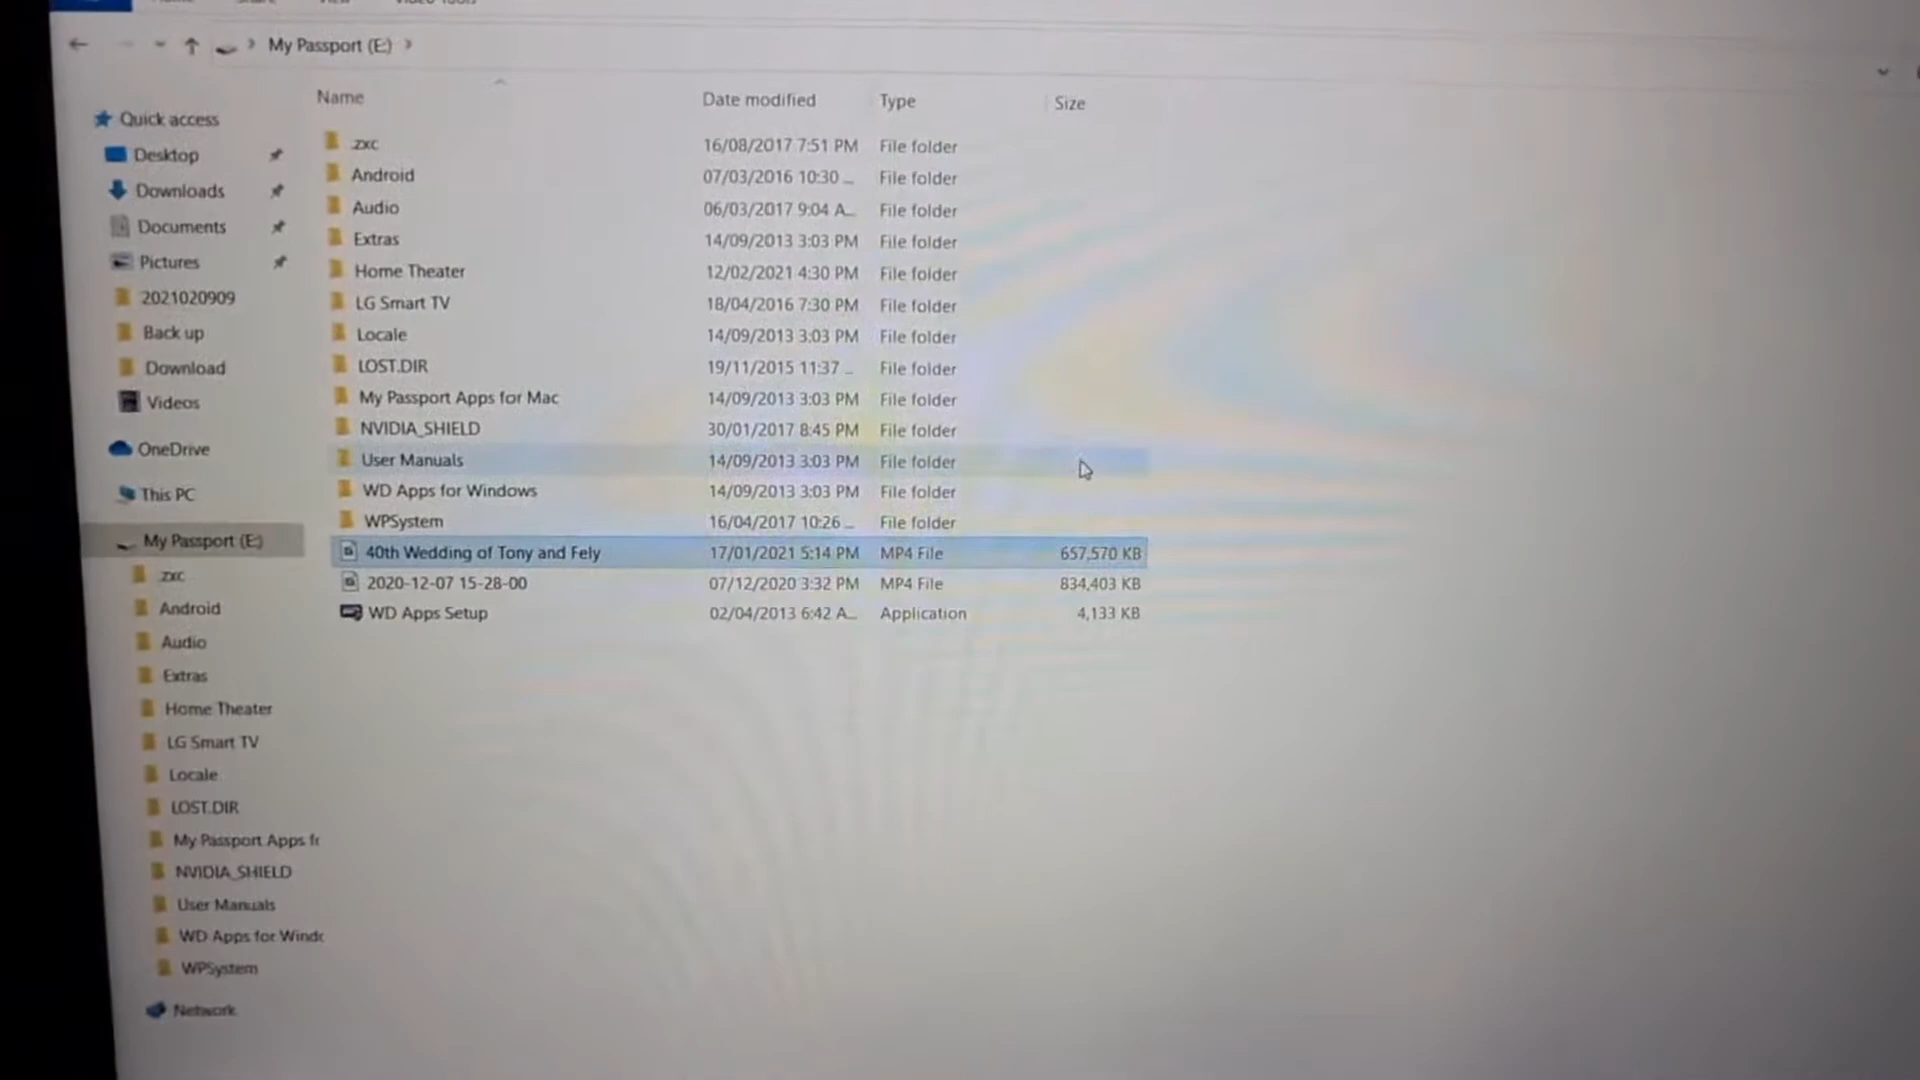 My Passport (E:)
Name Date modified Type Size
Quick access
Desktop
Downloads
Documents
Pictures
2021020909
Back up
Download
Videos
OneDrive
This PC
My Passport (E:)
zxc
Android
Audio
Extras
Home Theater
LG Smart TV
Locale
LOST.DIR
My Passport Apps fo
NVIDIA_SHIELD
User Manuals
WD Apps for Windo
WPSystem
Network
zxc 16/08/2017 7:51 PM File folder
Android 07/03/2016 10:30 ... File folder
Audio 06/03/2017 9:04 A... File folder
Extras 14/09/2013 3:03 PM File folder
Home Theater 12/02/2021 4:30 PM File folder
LG Smart TV 18/04/2016 7:30 PM File folder
Locale 14/09/2013 3:03 PM File folder
LOST.DIR 19/11/2015 11:37 ... File folder
My Passport Apps for Mac 14/09/2013 3:03 PM File folder
NVIDIA_SHIELD 30/01/2017 8:45 PM File folder
User Manuals 14/09/2013 3:03 PM File folder
WD Apps for Windows 14/09/2013 3:03 PM File folder
WPSystem 16/04/2017 10:26 ... File folder
40th Wedding of Tony and Fely 17/01/2021 5:14 PM MP4 File 657,570 KB
2020-12-07 15-28-00 07/12/2020 3:32 PM MP4 File 834,403 KB
WD Apps Setup 02/04/2013 6:42 A... Application 4,133 KB